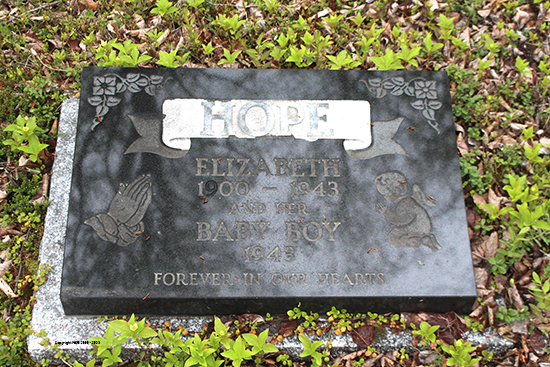 HOPE
ELIZABETH
1900 – 1943
AND HER
BABY BOY
1943
FOREVER IN OUR HEARTS